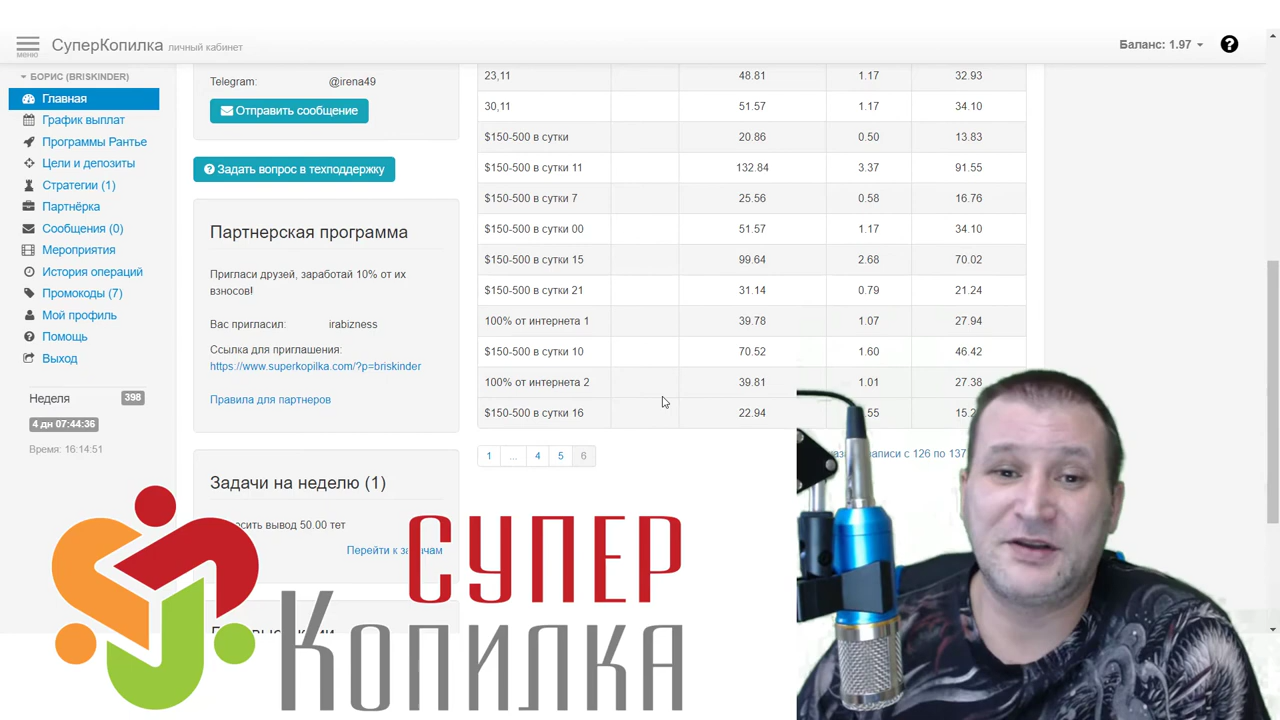 СуперКопилка личный кабинет
Баланс: 1.97
меню
БОРИС (BRISKINDER)
Главная
График выплат
Программы Рантье
Цели и депозиты
Стратегии (1)
Партнёрка
Сообщения (0)
Мероприятия
История операций
Промокоды (7)
Мой профиль
Помощь
Выход
Неделя 398
4 дн 07:44:36
Время: 16:14:51
Telegram: @irena49
Отправить сообщение
Задать вопрос в техподдержку
Партнерская программа
Пригласи друзей, заработай 10% от их
взносов!
Вас пригласил: irabizness
Ссылка для приглашения:
https://www.superkopilka.com/?p=briskinder
Правила для партнеров
Задачи на неделю (1)
вывод 50.00 тет
Перейти к
23,11 48.81 1.17 32.93
30,11 51.57 1.17 34.10
$150-500 в сутки 20.86 0.50 13.83
$150-500 в сутки 11 132.84 3.37 91.55
$150-500 в сутки 7 25.56 0.58 16.76
$150-500 в сутки 00 51.57 1.17 34.10
$150-500 в сутки 15 99.64 2.68 70.02
$150-500 в сутки 21 31.14 0.79 21.24
100% от интернета 1 39.78 1.07 27.94
$150-500 в сутки 10 70.52 1.60 46.42
100% от интернета 2 39.81 1.01 27.38
$150-500 в сутки 16 22.94
1 ... 4 5 6
записи с 126 по 137
СУПЕР
КОПИЛКА